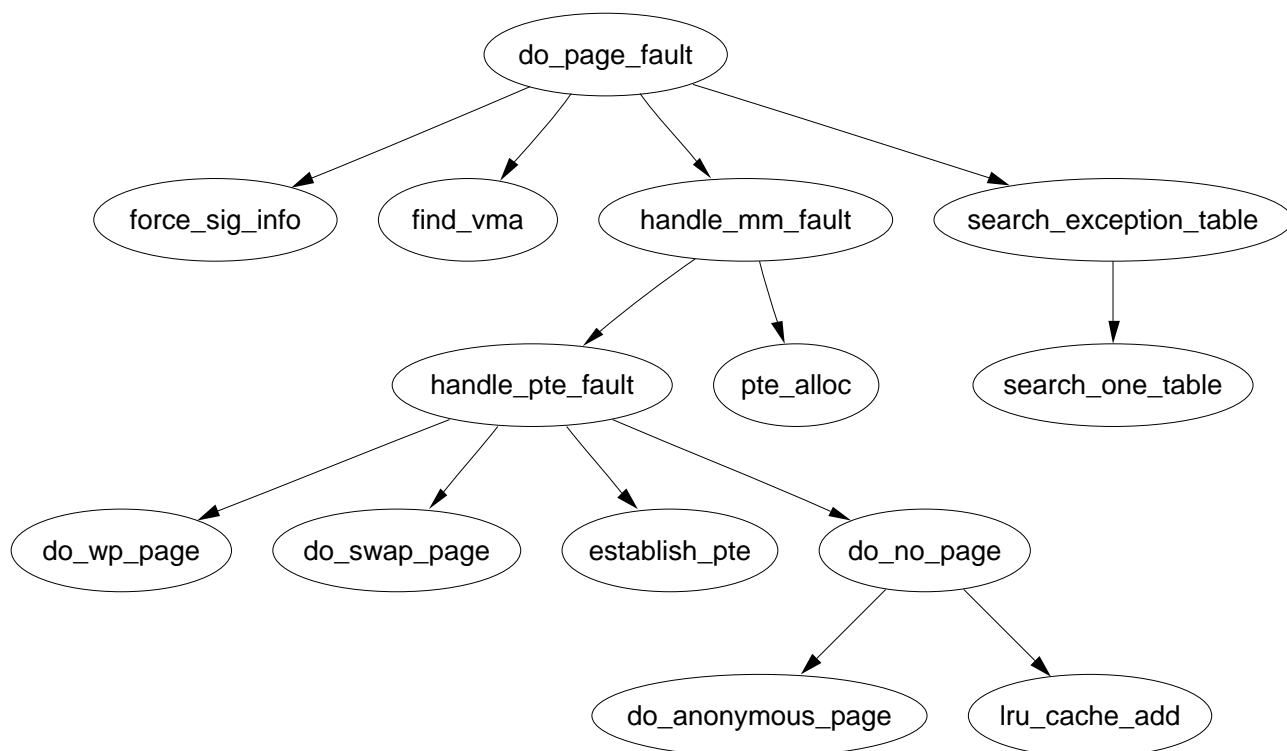 do_page_fault
force_sig_info
find_vma
handle_mm_fault
search_exception_table
handle_pte_fault
pte_alloc
search_one_table
do_wp_page
do_swap_page
establish_pte
do_no_page
do_anonymous_page
lru_cache_add